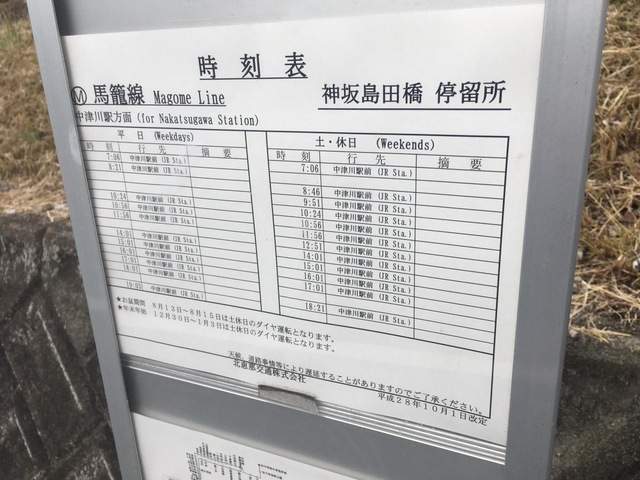 時刻表
Ⓜ 馬籠線 Magome Line 神坂島田橋 停留所
中津川駅方面 (for Nakatsugawa Station)
平 日 (Weekdays)
時 刻 行 先 摘 要
7:06 中津川駅前 (JR Sta.)
8:21 中津川駅前 (JR Sta.)
10:24 中津川駅前 (JR Sta.)
10:56 中津川駅前 (JR Sta.)
11:56 中津川駅前 (JR Sta.)
14:01 中津川駅前 (JR Sta.)
15:01 中津川駅前 (JR Sta.)
16:01 中津川駅前 (JR Sta.)
17:01 中津川駅前 (JR Sta.)
18:01 中津川駅前 (JR Sta.)
中津川駅前 (JR Sta.)
土・休日 (Weekends)
時 刻 行 先 摘 要
7:06 中津川駅前 (JR Sta.)
8:46 中津川駅前 (JR Sta.)
9:51 中津川駅前 (JR Sta.)
10:24 中津川駅前 (JR Sta.)
10:56 中津川駅前 (JR Sta.)
11:56 中津川駅前 (JR Sta.)
12:51 中津川駅前 (JR Sta.)
14:01 中津川駅前 (JR Sta.)
15:01 中津川駅前 (JR Sta.)
16:01 中津川駅前 (JR Sta.)
17:01 中津川駅前 (JR Sta.)
18:21 中津川駅前 (JR Sta.)
★お盆期間 8月13日~8月15日は土休日のダイヤ運転となります。
★年末年始 12月30日~1月3日は土休日のダイヤ運転となります。
天候、道路事情等により遅延することがありますのでご了承ください。
北恵那交通株式会社
平成28年10月1日改定